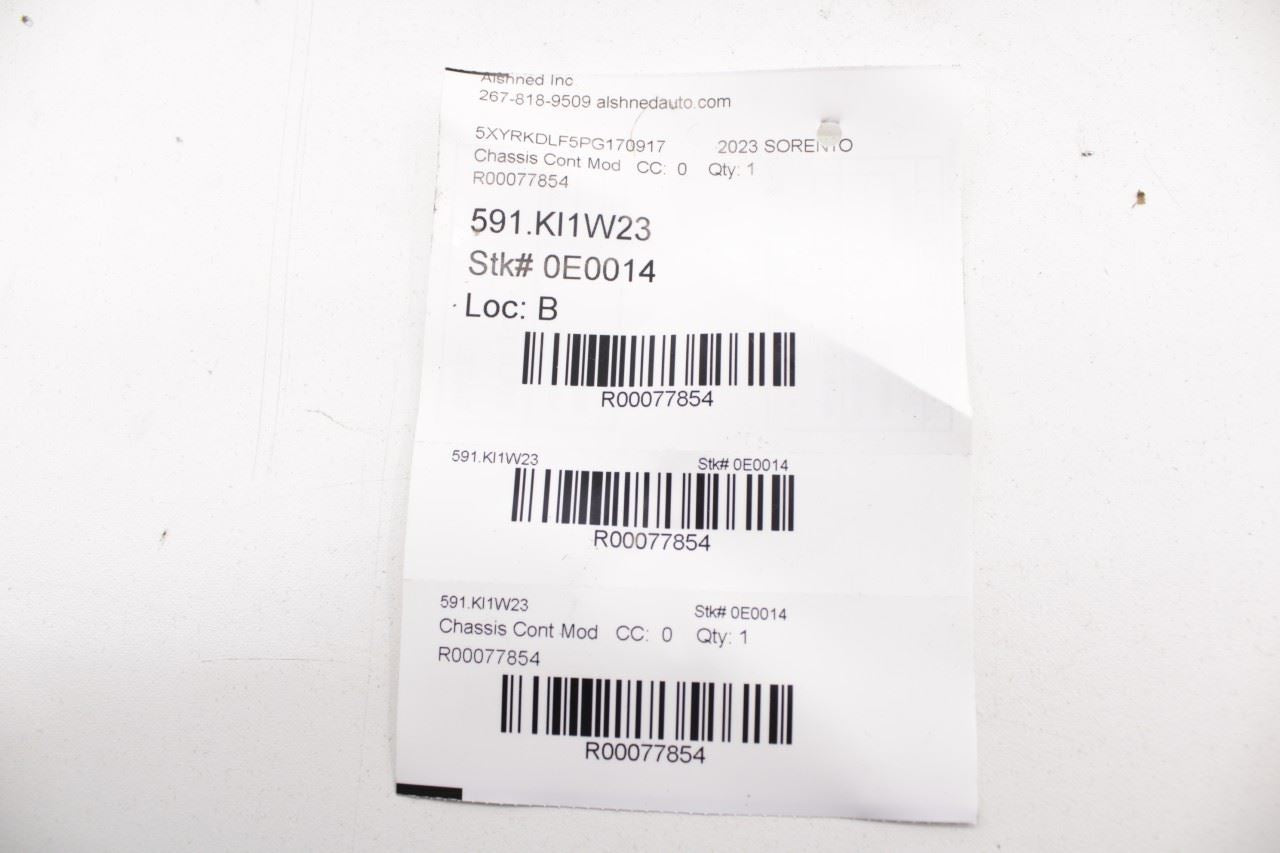 Alshned Inc
267-818-9509 alshnedauto.com
5XYRKDLF5PG170917 2023 SORENTO
Chassis Cont Mod CC: 0 Qty: 1
R00077854
591.KI1W23
Stk# 0E0014
Loc: B
R00077854
591.KI1W23 Stk# 0E0014
R00077854
591.KI1W23 Stk# 0E0014
Chassis Cont Mod CC: 0 Qty: 1
R00077854
R00077854